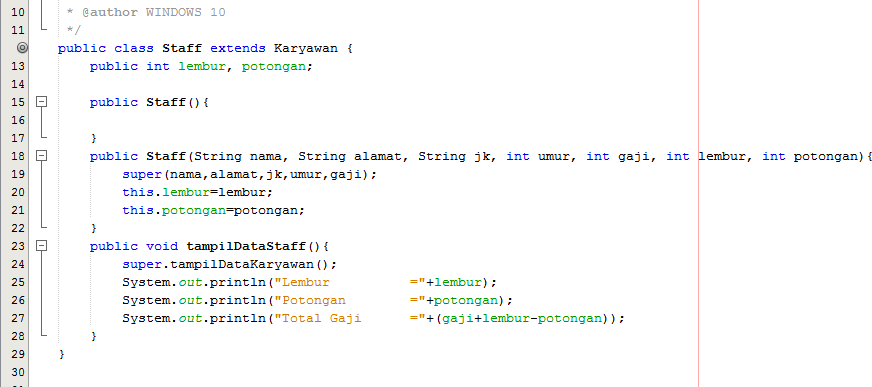 10 * @author WINDOWS 10
11 */
public class Staff extends Karyawan {
13 public int lembur, potongan;
14
15 public Staff(){
16
17 }
18 public Staff(String nama, String alamat, String jk, int umur, int gaji, int lembur, int potongan){
19 super(nama,alamat,jk,umur,gaji);
20 this.lembur=lembur;
21 this.potongan=potongan;
22 }
23 public void tampilDataStaff(){
24 super.tampilDataKaryawan();
25 System.out.println("Lembur          ="+lembur);
26 System.out.println("Potongan        ="+potongan);
27 System.out.println("Total Gaji      ="+(gaji+lembur-potongan));
28 }
29 }
30